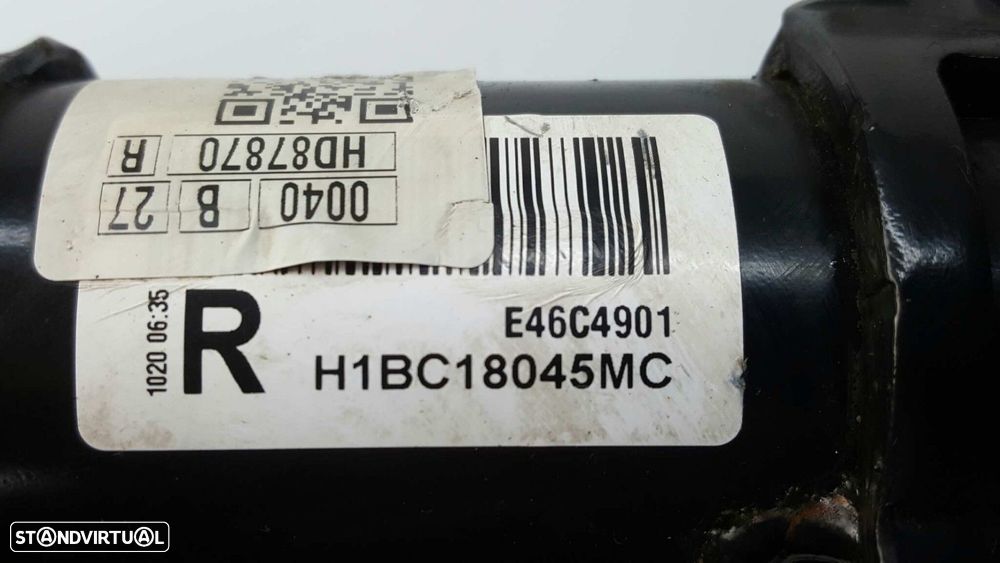 0040 B 27
HD87870 R
1020 06:35
R
E46C4901
H1BC18045MC
STANDVIRTUAL